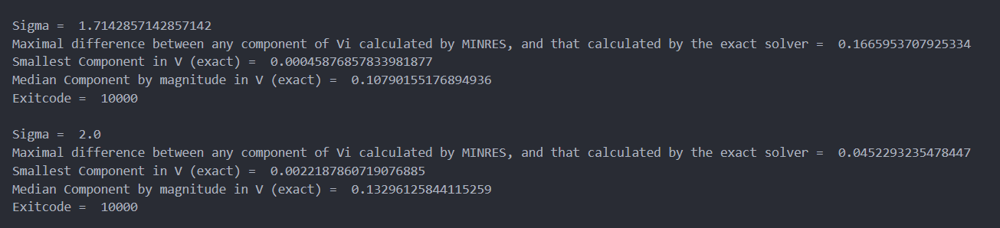 Sigma =  1.7142857142857142
Maximal difference between any component of Vi calculated by MINRES, and that calculated by the exact solver =  0.1665953707925334
Smallest Component in V (exact) =  0.00045876857833981877
Median Component by magnitude in V (exact) =  0.10790155176894936
Exitcode =  10000
Sigma =  2.0
Maximal difference between any component of Vi calculated by MINRES, and that calculated by the exact solver =  0.0452293235478447
Smallest Component in V (exact) =  0.0022187860719076885
Median Component by magnitude in V (exact) =  0.13296125844115259
Exitcode =  10000